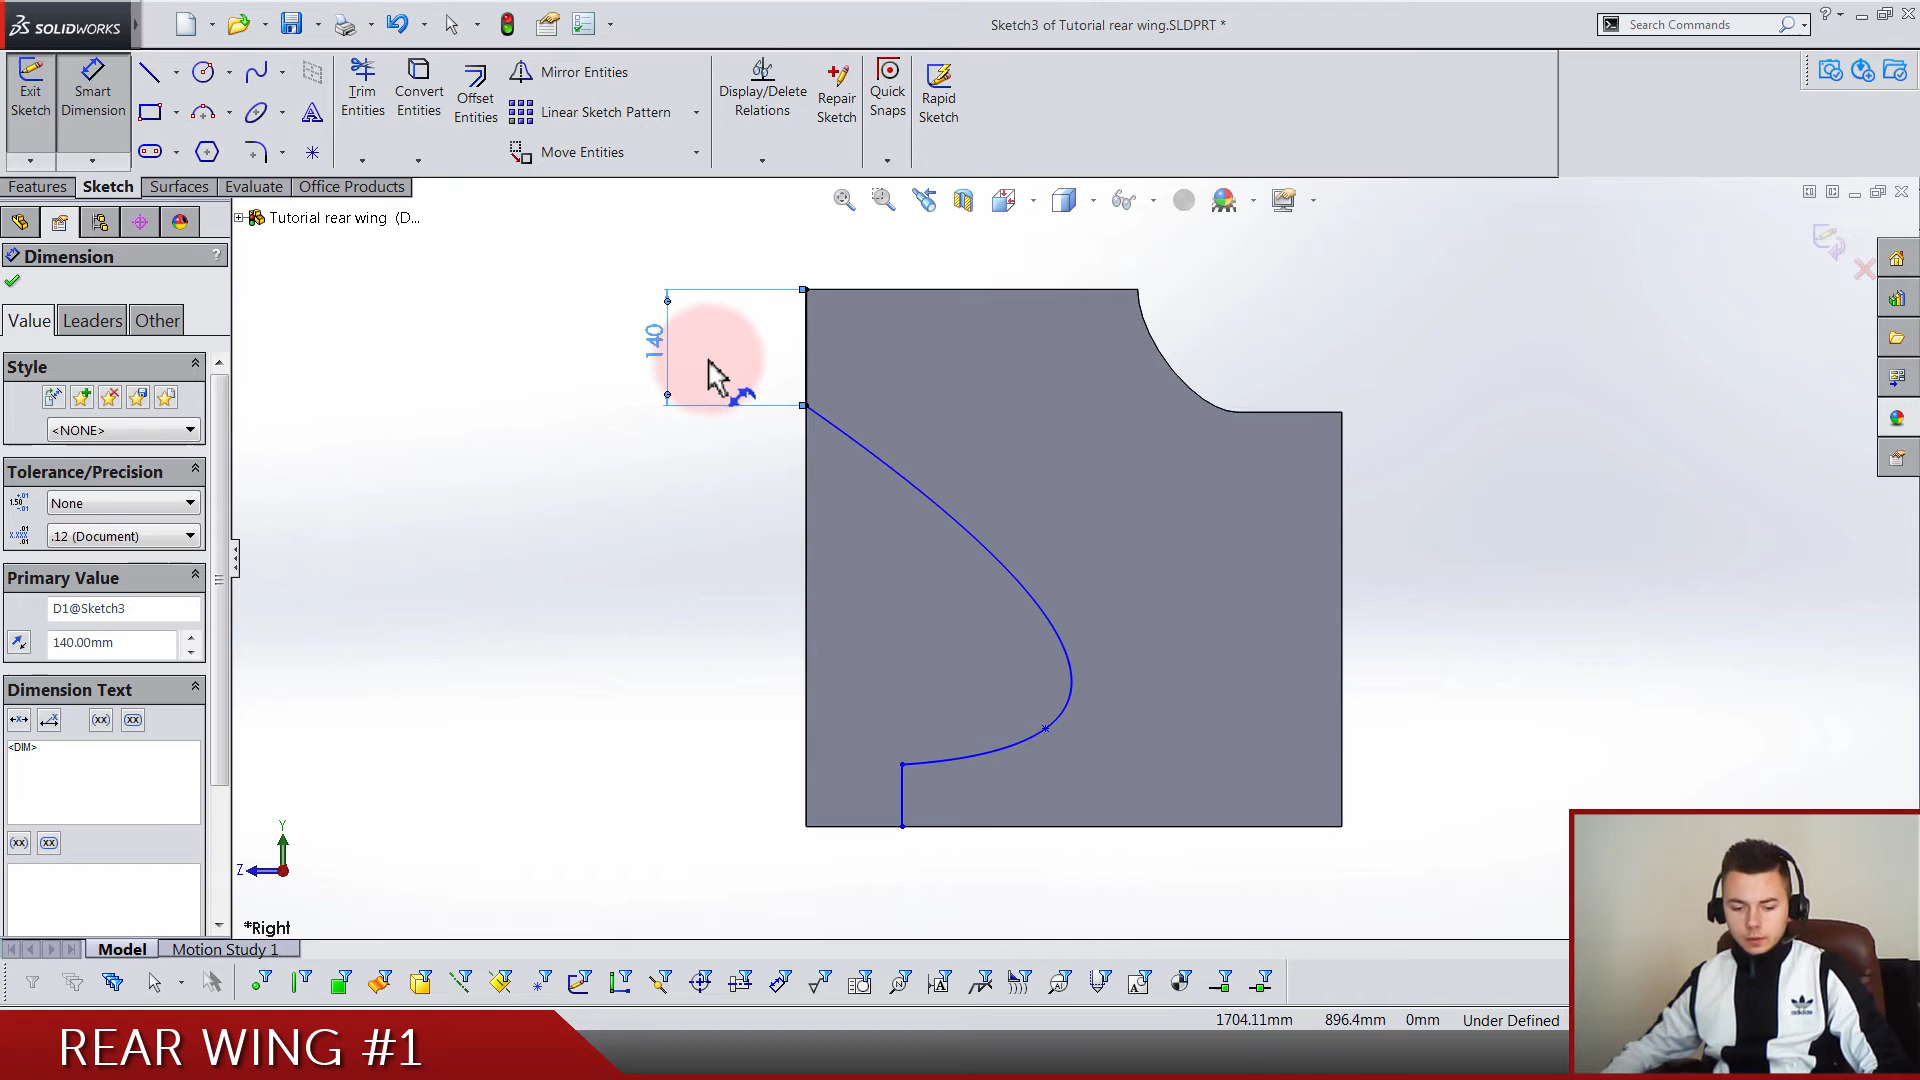 SOLIDWORKS
Sketch3 of Tutorial rear wing.SLDPRT *
Search Commands
Exit Sketch
Smart Dimension
Trim Entities
Convert Entities
Offset Entities
Mirror Entities
Linear Sketch Pattern
Move Entities
Display/Delete Relations
Repair Sketch
Quick Snaps
Rapid Sketch
Features
Sketch
Surfaces
Evaluate
Office Products
Tutorial rear wing (D...
Dimension
?
Value
Leaders
Other
Style
<NONE>
Tolerance/Precision
None
.12 (Document)
Primary Value
D1@Sketch3
140.00mm
Dimension Text
<DIM>
140
Y
Z
*Right
Model
Motion Study 1
1704.11mm
896.4mm
0mm
Under Defined
REAR WING #1
adidas